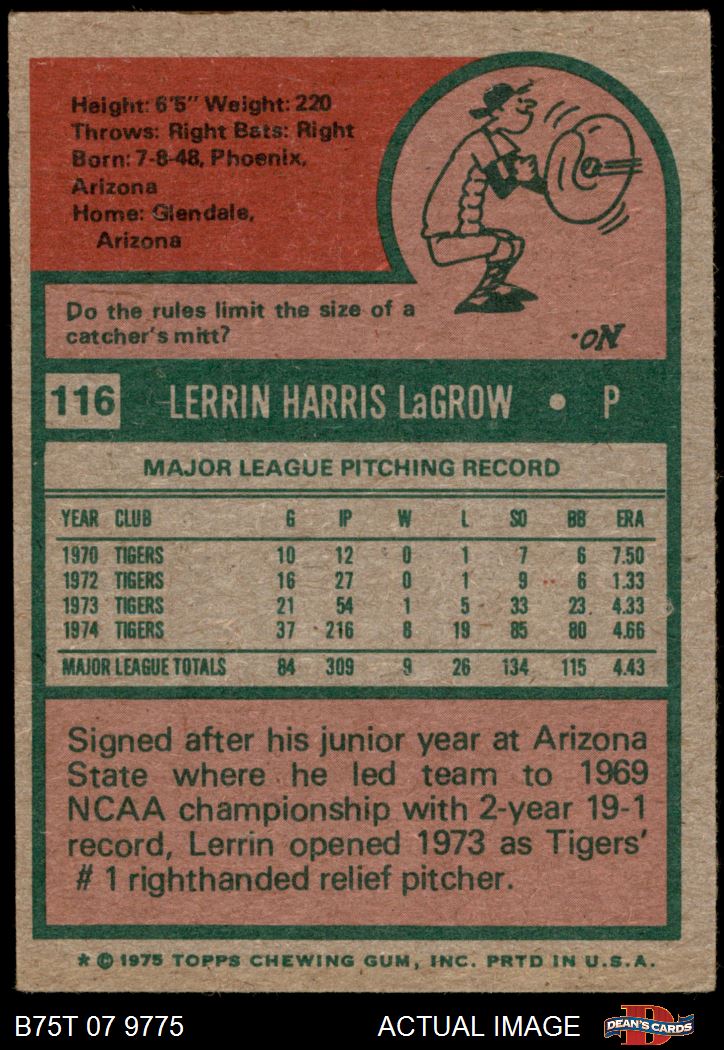 Height: 6'5" Weight: 220
Throws: Right Bats: Right
Born: 7-8-48, Phoenix,
Arizona
Home: Glendale,
Arizona
Do the rules limit the size of a
catcher's mitt?
No.
116 LERRIN HARRIS LaGROW • P
MAJOR LEAGUE PITCHING RECORD
YEAR CLUB G IP W L SO BB ERA
1970 TIGERS 10 12 0 1 7 6 7.50
1972 TIGERS 16 27 0 1 9 6 1.33
1973 TIGERS 21 54 1 5 33 23 4.33
1974 TIGERS 37 216 8 19 85 80 4.66
MAJOR LEAGUE TOTALS 84 309 9 26 134 115 4.43
Signed after his junior year at Arizona
State where he led team to 1969
NCAA championship with 2-year 19-1
record, Lerrin opened 1973 as Tigers'
# 1 righthanded relief pitcher.
* © 1975 TOPPS CHEWING GUM, INC. PRTD IN U.S.A.
B75T 07 9775 ACTUAL IMAGE DEAN'S CARDS